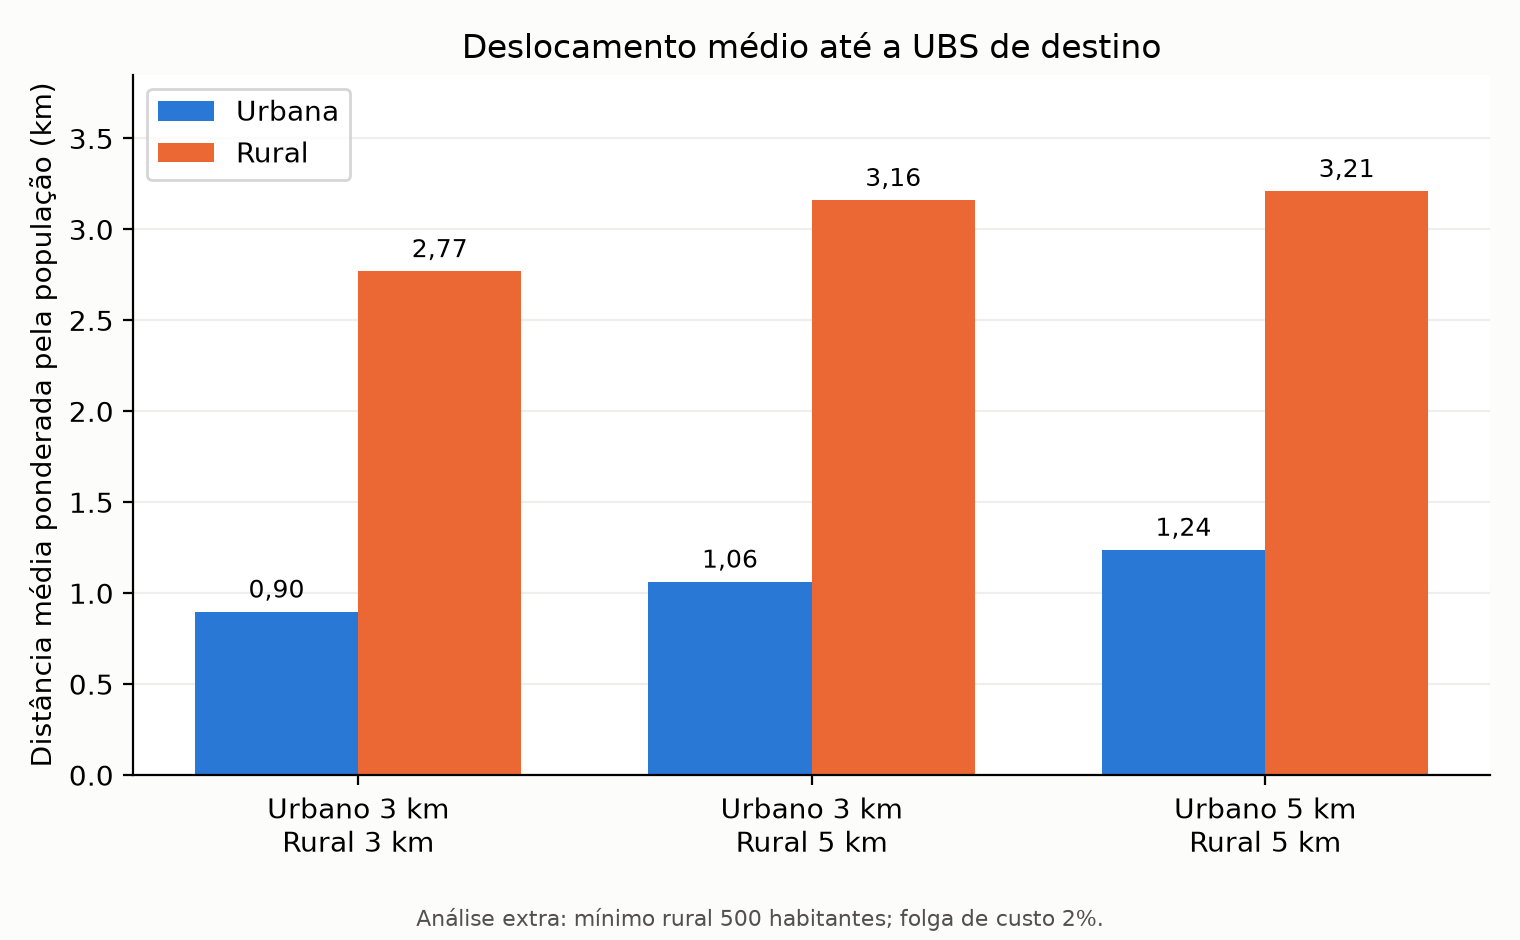 Deslocamento médio até a UBS de destino
Distância média ponderada pela população (km)
Urbana
Rural
3.5
3.0
2.5
2.0
1.5
1.0
0.5
0.0
0,90
2,77
1,06
3,16
1,24
3,21
Urbano 3 km
Rural 3 km
Urbano 3 km
Rural 5 km
Urbano 5 km
Rural 5 km
Análise extra: mínimo rural 500 habitantes; folga de custo 2%.